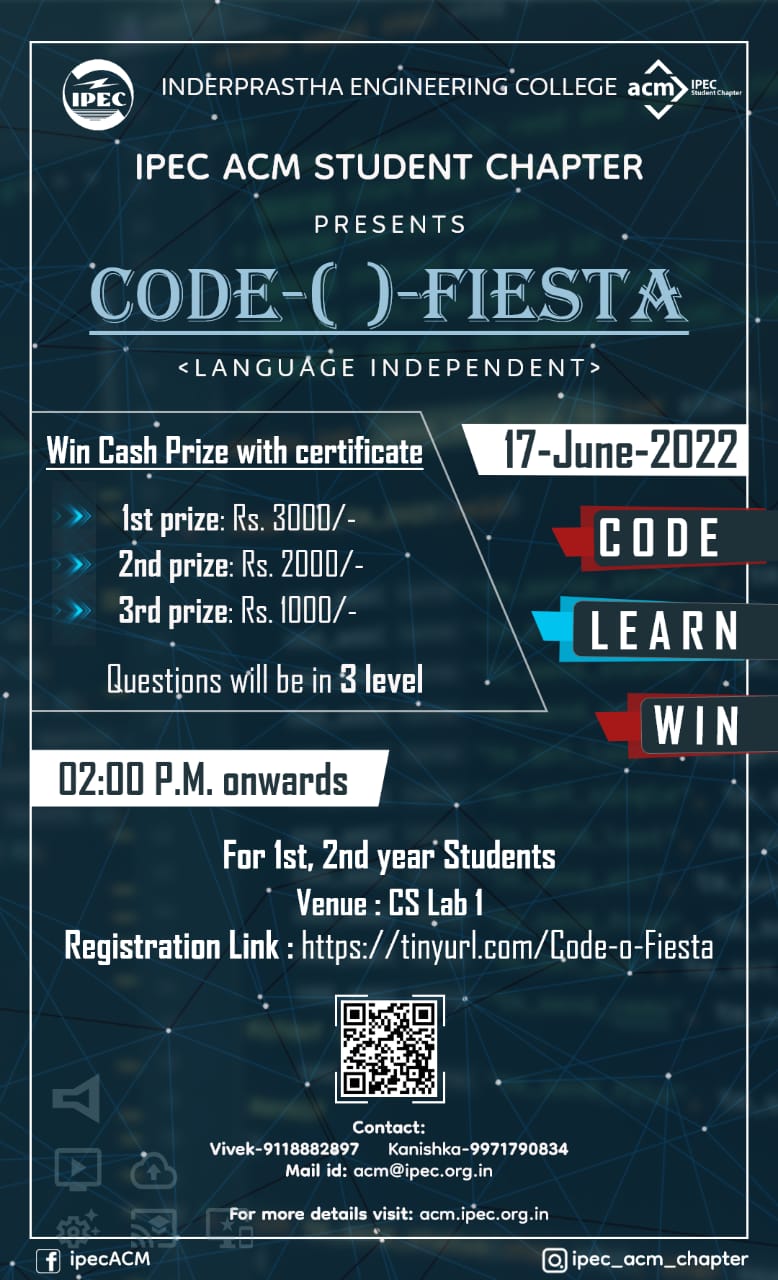 IPEC
INDERPRASTHA ENGINEERING COLLEGE
acm
IPEC
Student Chapter
IPEC ACM STUDENT CHAPTER
PRESENTS
CODE-( )-FIESTA
<LANGUAGE INDEPENDENT>
Win Cash Prize with certificate
1st prize: Rs. 3000/-
2nd prize: Rs. 2000/-
3rd prize: Rs. 1000/-
Questions will be in 3 level
17-June-2022
CODE
LEARN
WIN
02:00 P.M. onwards
For 1st, 2nd year Students
Venue : CS Lab 1
Registration Link : https://tinyurl.com/Code-o-Fiesta
Contact:
Vivek-9118882897 Kanishka-9971790834
Mail id: acm@ipec.org.in
For more details visit: acm.ipec.org.in
ipecACM
ipec_acm_chapter